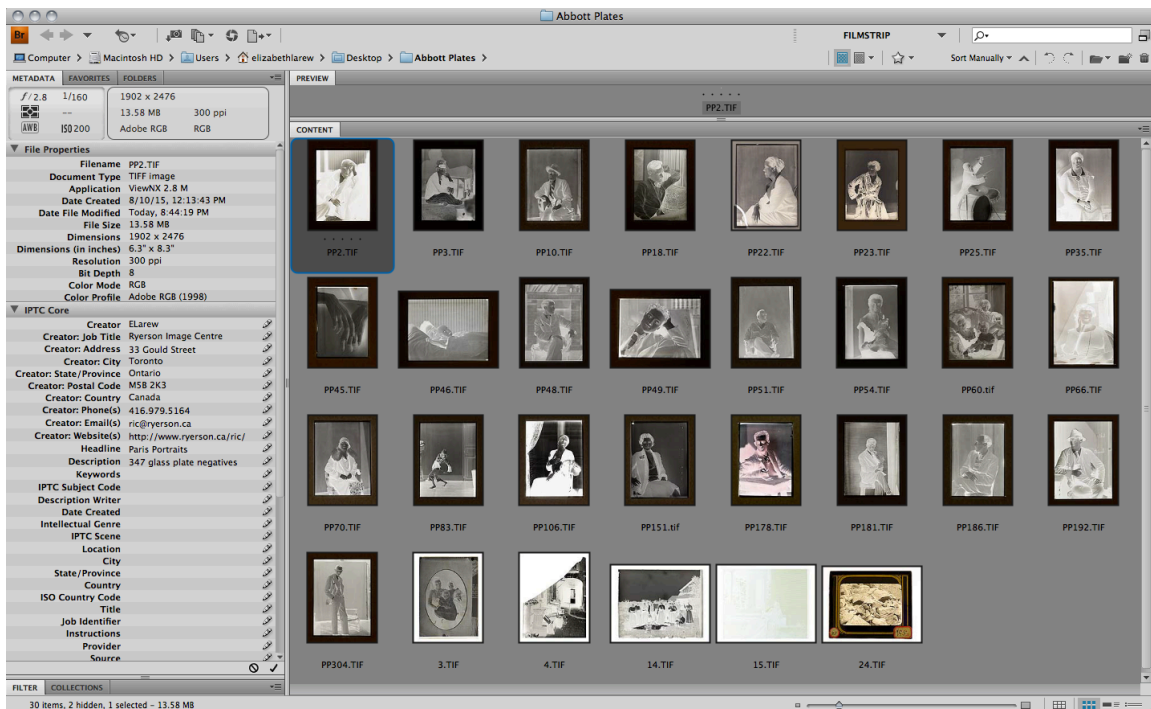 Abbott Plates
Br
FILMSTRIP
Computer > Macintosh HD > Users > elizabethlarew > Desktop > Abbott Plates >
Sort Manually
METADATA FAVORITES FOLDERS
PREVIEW
f/2.8 1/160
1902 x 2476
-- 13.58 MB 300 ppi
AWB ISO 200 Adobe RGB RGB
PP2.TIF
CONTENT
File Properties
Filename PP2.TIF
Document Type TIFF image
Application ViewNX 2.8 M
Date Created 8/10/15, 12:13:43 PM
Date File Modified Today, 8:44:19 PM
File Size 13.58 MB
Dimensions 1902 x 2476
Dimensions (in inches) 6.3" x 8.3"
Resolution 300 ppi
Bit Depth 8
Color Mode RGB
Color Profile Adobe RGB (1998)
IPTC Core
Creator ELarew
Creator: Job Title Ryerson Image Centre
Creator: Address 33 Gould Street
Creator: City Toronto
Creator: State/Province Ontario
Creator: Postal Code M5B 2K3
Creator: Country Canada
Creator: Phone(s) 416.979.5164
Creator: Email(s) ric@ryerson.ca
Creator: Website(s) http://www.ryerson.ca/ric/
Headline Paris Portraits
Description 347 glass plate negatives
Keywords
IPTC Subject Code
Description Writer
Date Created
Intellectual Genre
IPTC Scene
Location
City
State/Province
Country
ISO Country Code
Title
Job Identifier
Instructions
Provider
Source
PP2.TIF PP3.TIF PP10.TIF PP18.TIF PP22.TIF PP23.TIF PP25.TIF PP35.TIF
PP45.TIF PP46.TIF PP48.TIF PP49.TIF PP51.TIF PP54.TIF PP60.tif PP66.TIF
PP70.TIF PP83.TIF PP106.TIF PP151.tif PP178.TIF PP181.TIF PP186.TIF PP192.TIF
PP304.TIF 3.TIF 4.TIF 14.TIF 15.TIF 24.TIF
FILTER COLLECTIONS
30 items, 2 hidden, 1 selected – 13.58 MB